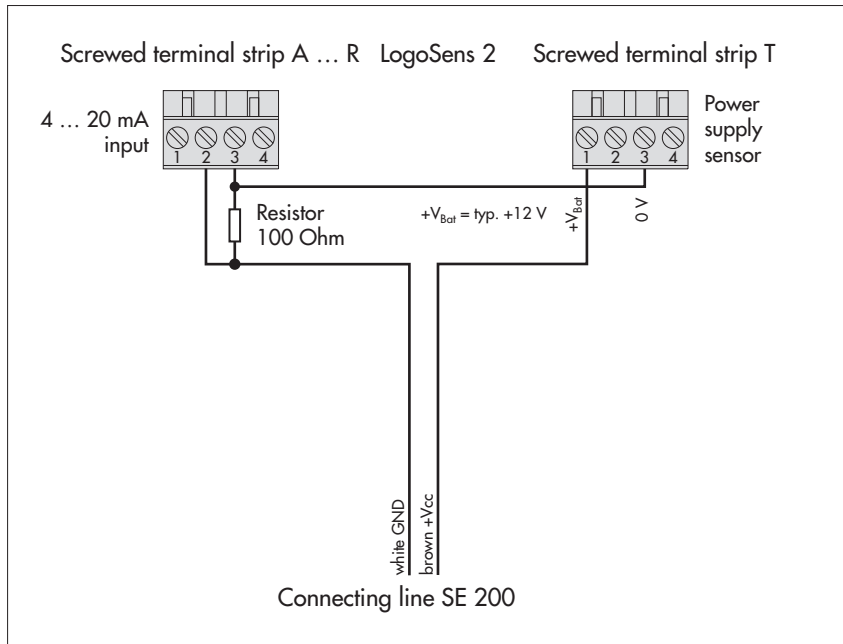 Screwed terminal strip A … R LogoSens 2 Screwed terminal strip T
4 … 20 mA
input
1 2 3 4
1 2 3 4
Power
supply
sensor
Resistor
100 Ohm
+VBat = typ. +12 V
+VBat
0 V
white GND
brown +Vcc
Connecting line SE 200